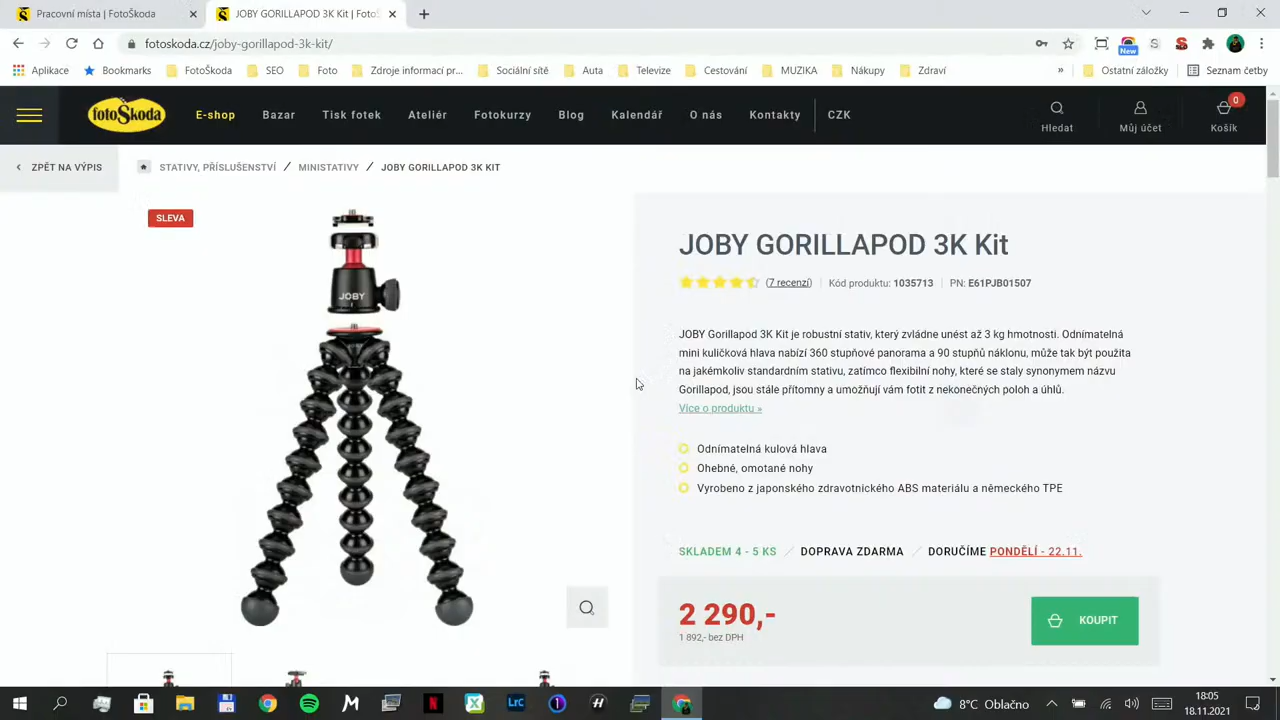 Pracovní místa | FotoŠkoda
JOBY GORILLAPOD 3K Kit | FotoŠ
fotoskoda.cz/joby-gorillapod-3k-kit/
New
Aplikace
Bookmarks
FotoŠkoda
SEO
Foto
Zdroje informací pr...
Sociální sítě
Auta
Televize
Cestování
MUZIKA
Nákupy
Zdraví
»
Ostatní záložky
Seznam četby
fotoŠkoda
E-shop
Bazar
Tisk fotek
Ateliér
Fotokurzy
Blog
Kalendář
O nás
Kontakty
CZK
Hledat
Můj účet
0
Košík
ZPĚT NA VÝPIS
STATIVY, PŘÍSLUŠENSTVÍ / MINISTATIVY / JOBY GORILLAPOD 3K KIT
SLEVA
JOBY
JOBY GORILLAPOD 3K Kit
(7 recenzí)
Kód produktu: 1035713
PN: E61PJB01507
JOBY Gorillapod 3K Kit je robustní stativ, který zvládne unést až 3 kg hmotnosti. Odnímatelná
mini kuličková hlava nabízí 360 stupňové panorama a 90 stupňů náklonu, může tak být použita
na jakémkoliv standardním stativu, zatímco flexibilní nohy, které se staly synonymem názvu
Gorillapod, jsou stále přítomny a umožňují vám fotit z nekonečných poloh a úhlů.
Více o produktu »
Odnímatelná kulová hlava
Ohebné, omotané nohy
Vyrobeno z japonského zdravotnického ABS materiálu a německého TPE
SKLADEM 4 - 5 KS / DOPRAVA ZDARMA / DORUČÍME PONDĚLÍ - 22.11.
2 290,-
1 892,- bez DPH
KOUPIT
8°C Oblačno
18:05
18.11.2021